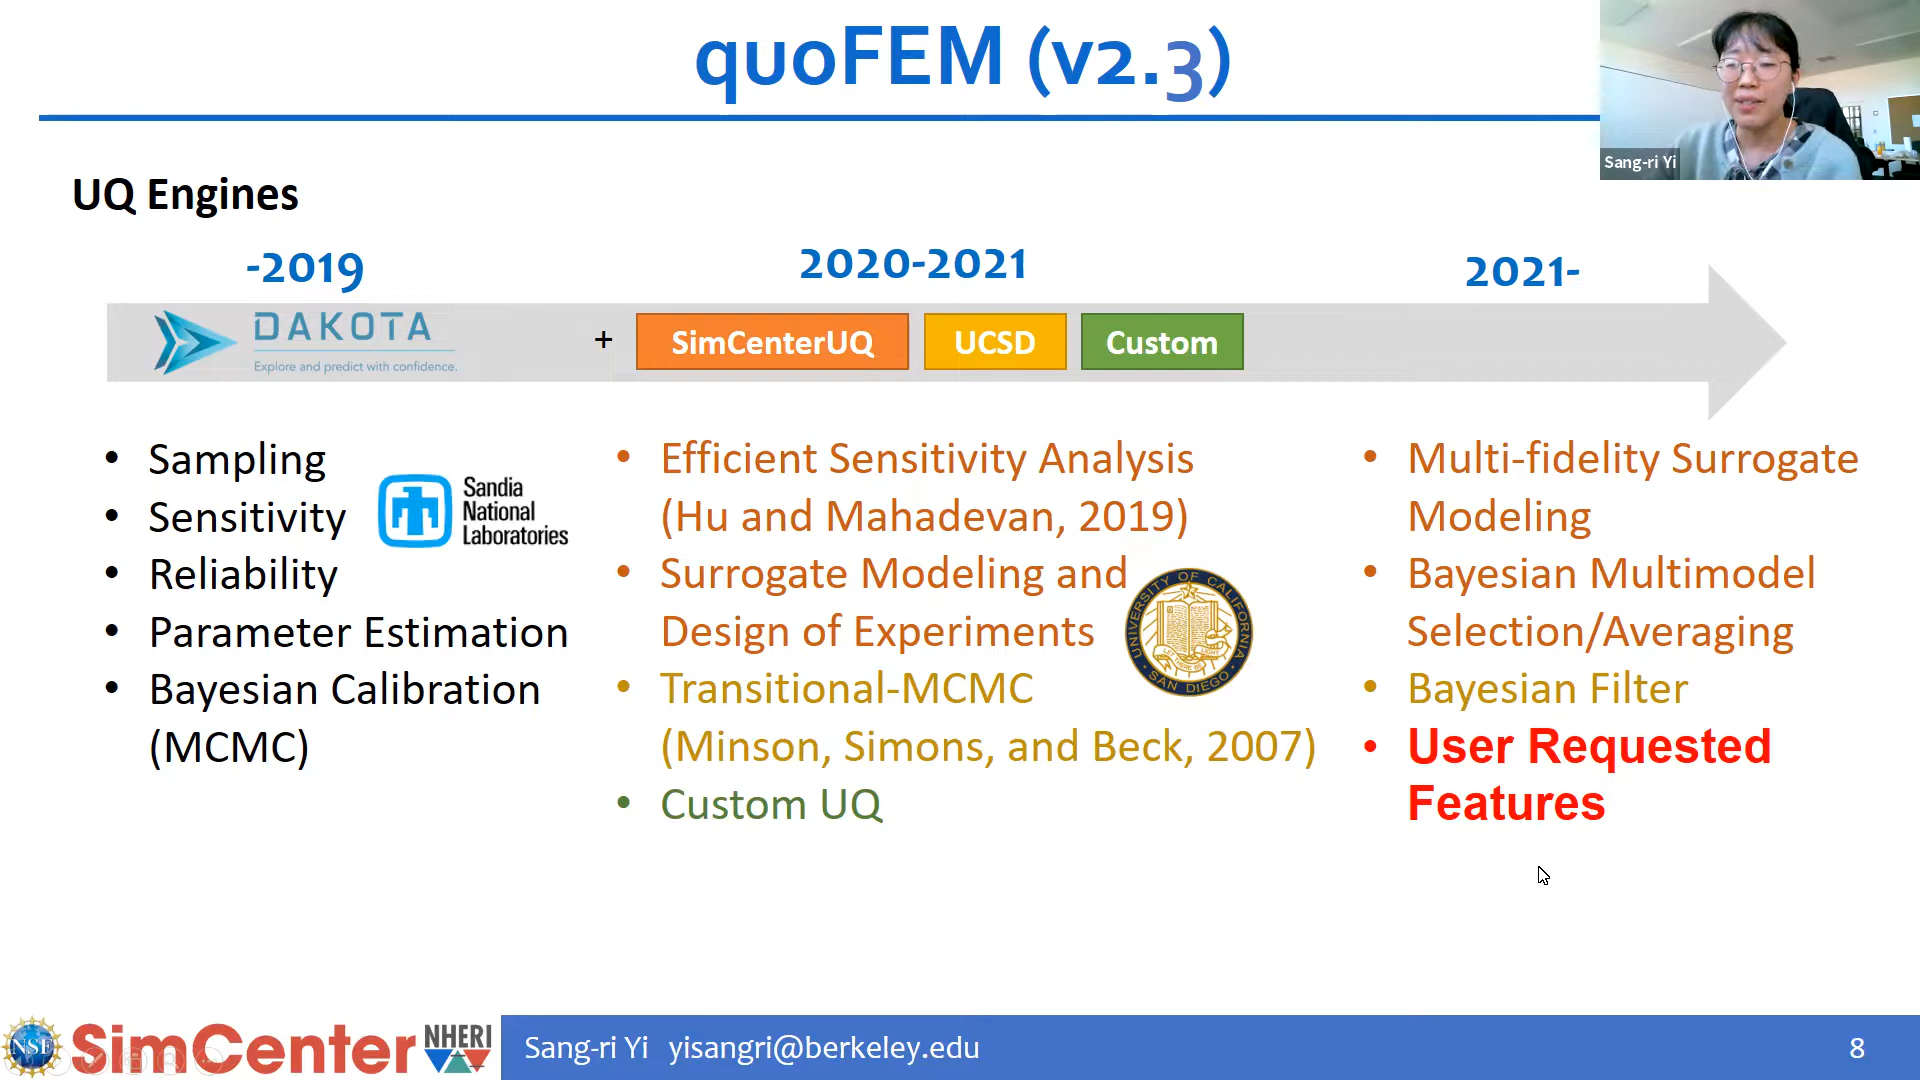 quoFEM (v2.3)
Sang-ri Yi
UQ Engines
-2019
2020-2021
2021-
DAKOTA
Explore and predict with confidence.
+
SimCenterUQ
UCSD
Custom
• Sampling
• Sensitivity
• Reliability
• Parameter Estimation
• Bayesian Calibration
(MCMC)
Sandia
National
Laboratories
• Efficient Sensitivity Analysis
(Hu and Mahadevan, 2019)
• Surrogate Modeling and
Design of Experiments
• Transitional-MCMC
(Minson, Simons, and Beck, 2007)
• Custom UQ
UNIVERSITY OF CALIFORNIA
SAN DIEGO
• Multi-fidelity Surrogate
Modeling
• Bayesian Multimodel
Selection/Averaging
• Bayesian Filter
• User Requested
Features
NSF
SimCenter
NHERI
Sang-ri Yi yisangri@berkeley.edu
8